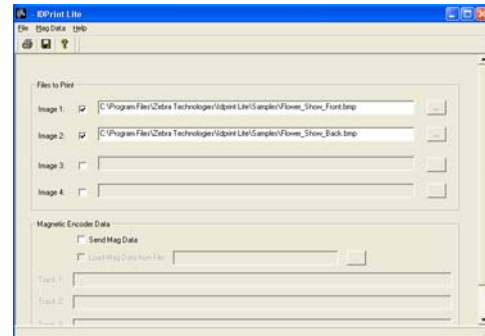 - IDPrint Lite
File Mag Data Help
Files to Print
Image 1: C:\Program Files\Zebra Technologies\Idprint Lite\Samples\Flower_Show_Front.bmp ...
Image 2: C:\Program Files\Zebra Technologies\Idprint Lite\Samples\Flower_Show_Back.bmp ...
Image 3:
Image 4:
Magnetic Encoder Data
Send Mag Data
Load Mag Data from File:
Track 1:
Track 2: